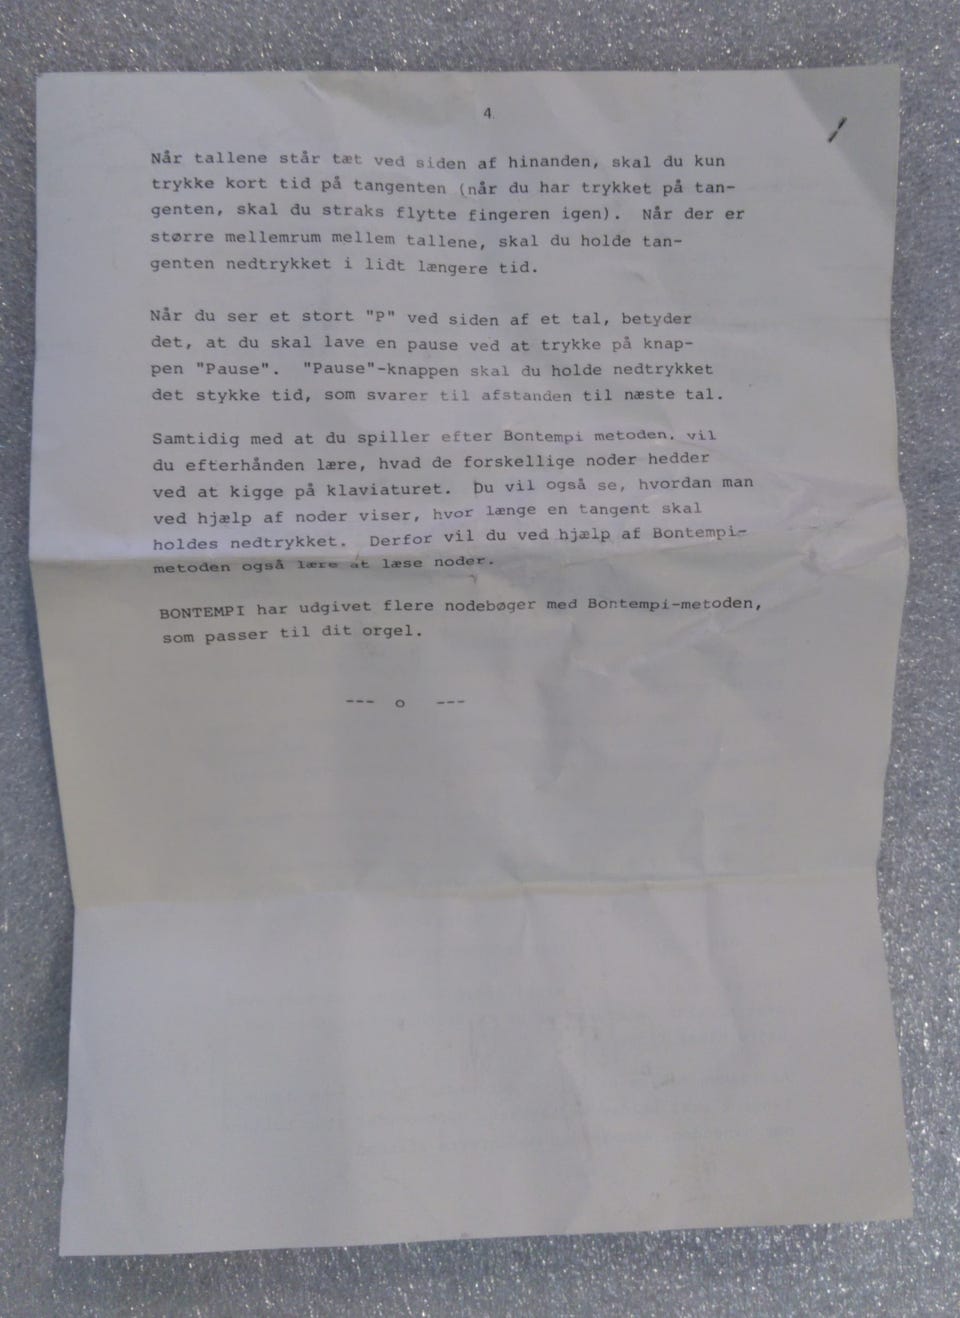 4.
Når tallene står tæt ved siden af hinanden, skal du kun
trykke kort tid på tangenten (når du har trykket på tan-
genten, skal du straks flytte fingeren igen). Når der er
større mellemrum mellem tallene, skal du holde tan-
genten nedtrykket i lidt længere tid.
Når du ser et stort "P" ved siden af et tal, betyder
det, at du skal lave en pause ved at trykke på knap-
pen "Pause". "Pause"-knappen skal du holde nedtrykket
det stykke tid, som svarer til afstanden til næste tal.
Samtidig med at du spiller efter Bontempi metoden, vil
du efterhånden lære, hvad de forskellige noder hedder
ved at kigge på klaviaturet. Du vil også se, hvordan man
ved hjælp af noder viser, hvor længe en tangent skal
holdes nedtrykket. Derfor vil du ved hjælp af Bontempi-
metoden også lære at læse noder.
BONTEMPI har udgivet flere nodebøger med Bontempi-metoden,
som passer til dit orgel.
--- o ---